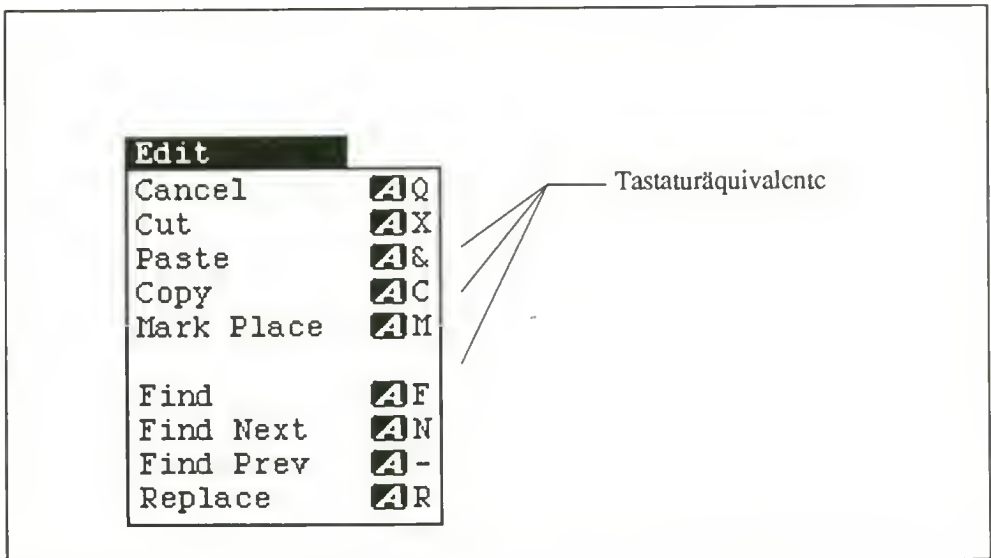 Edit
Cancel A Q
Cut A X
Paste A &
Copy A C
Mark Place A M
Find A F
Find Next A N
Find Prev A -
Replace A R
Tastaturäquivalente